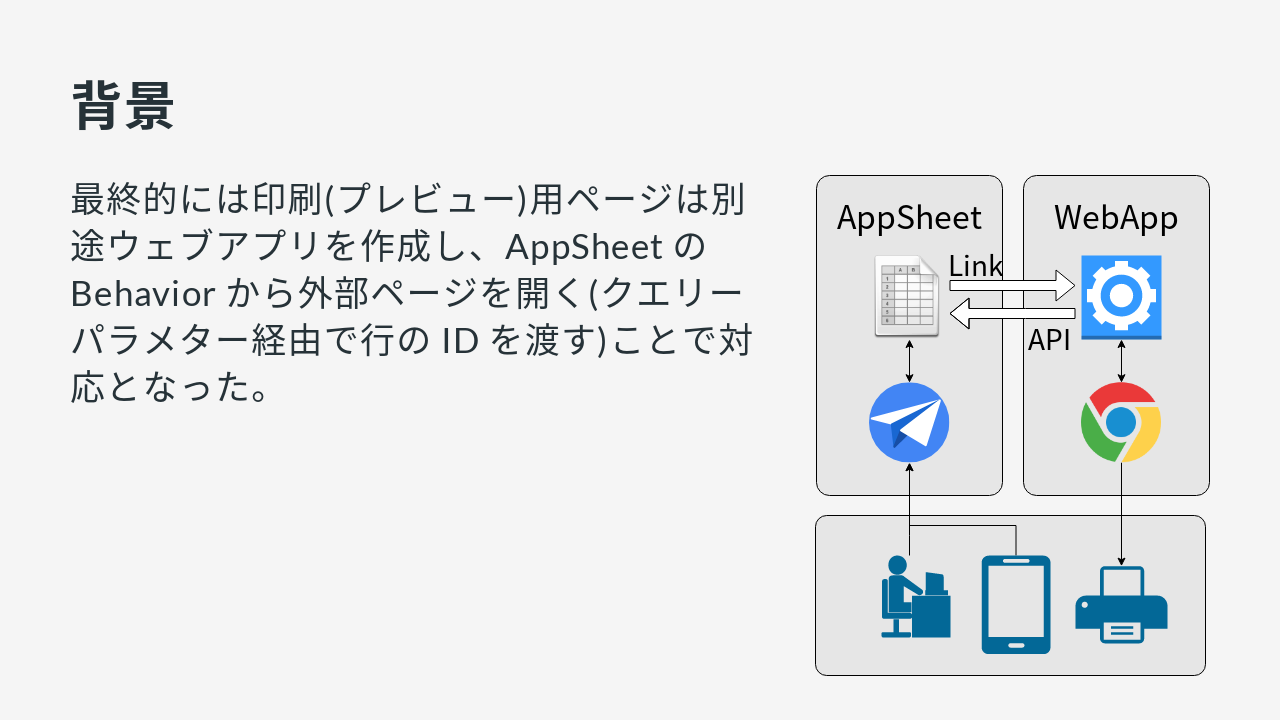 背景
最終的には印刷(プレビュー)用ページは別
途ウェブアプリを作成し、AppSheet の
Behavior から外部ページを開く(クエリー
パラメター経由で行の ID を渡す)ことで対
応となった。
AppSheet
WebApp
Link
API